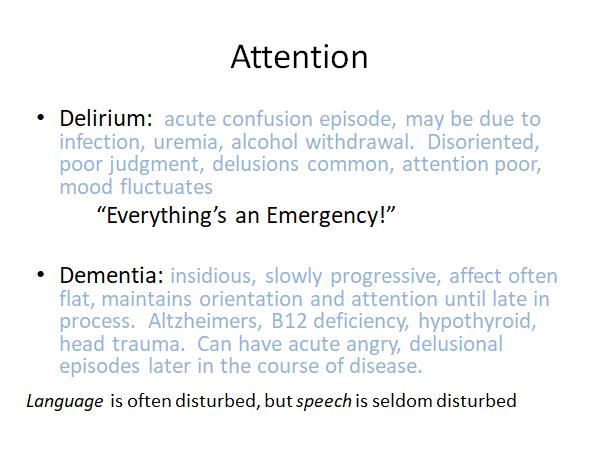 Attention
• Delirium: acute confusion episode, may be due to
infection, uremia, alcohol withdrawal. Disoriented,
poor judgment, delusions common, attention poor,
mood fluctuates
“Everything’s an Emergency!”
• Dementia: insidious, slowly progressive, affect often
flat, maintains orientation and attention until late in
process. Altzheimers, B12 deficiency, hypothyroid,
head trauma. Can have acute angry, delusional
episodes later in the course of disease.
Language is often disturbed, but speech is seldom disturbed